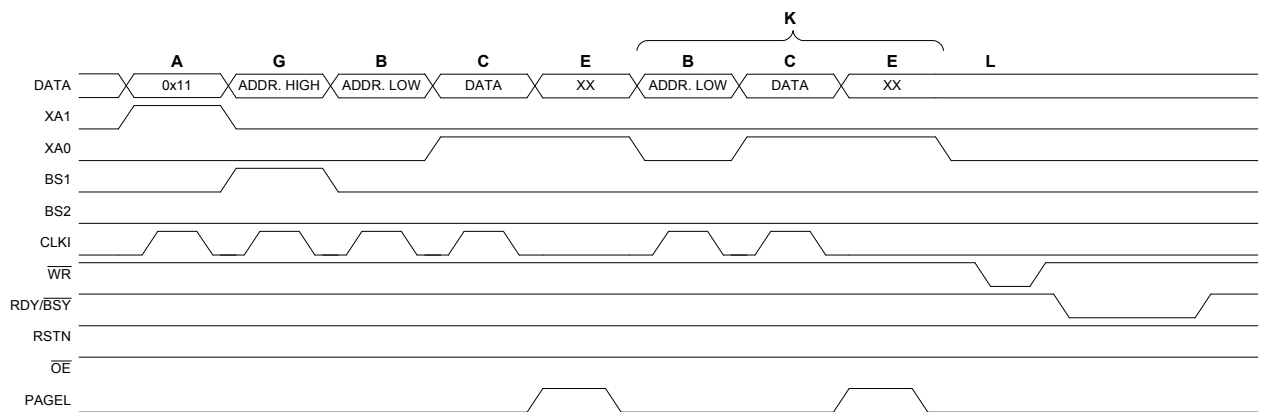 K
A G B C E B C E L
DATA 0x11 ADDR. HIGH ADDR. LOW DATA XX ADDR. LOW DATA XX
XA1
XA0
BS1
BS2
CLKI
WR
RDY/BSY
RSTN
OE
PAGEL